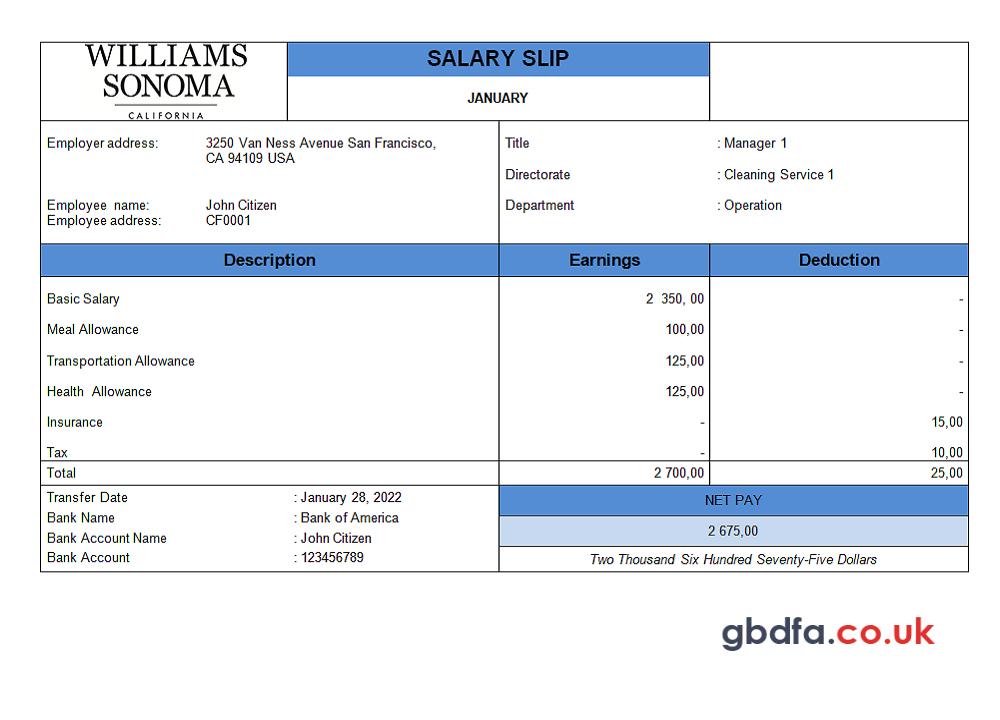 WILLIAMS
SONOMA
CALIFORNIA
SALARY SLIP
JANUARY
Employer address: 3250 Van Ness Avenue San Francisco,
CA 94109 USA
Employee name: John Citizen
Employee address: CF0001
Title : Manager 1
Directorate : Cleaning Service 1
Department : Operation
Description Earnings Deduction
Basic Salary 2 350, 00 -
Meal Allowance 100,00 -
Transportation Allowance 125,00 -
Health Allowance 125,00 -
Insurance - 15,00
Tax - 10,00
Total 2 700,00 25,00
Transfer Date : January 28, 2022
Bank Name : Bank of America
Bank Account Name : John Citizen
Bank Account : 123456789
NET PAY
2 675,00
Two Thousand Six Hundred Seventy-Five Dollars
gbdfa.co.uk